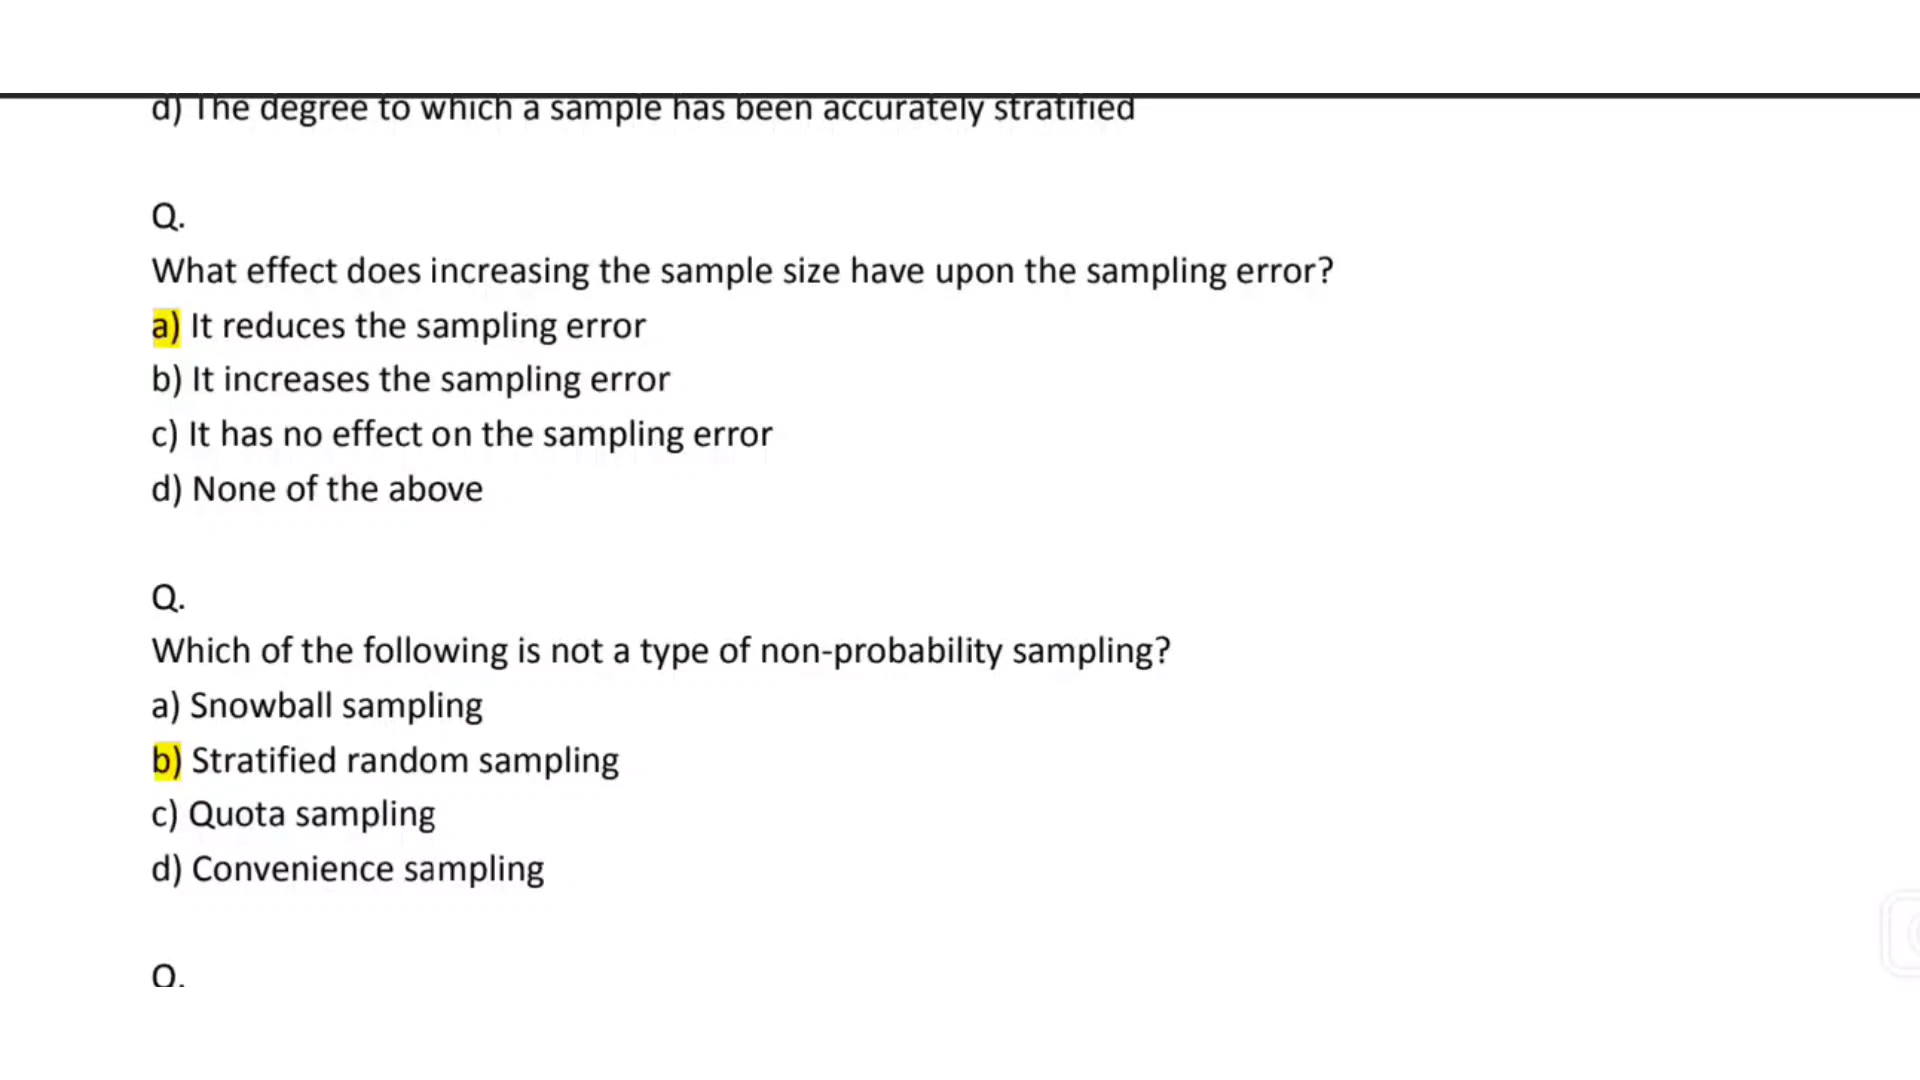 d) The degree to which a sample has been accurately stratified
Q.
What effect does increasing the sample size have upon the sampling error?
a) It reduces the sampling error
b) It increases the sampling error
c) It has no effect on the sampling error
d) None of the above
Q.
Which of the following is not a type of non-probability sampling?
a) Snowball sampling
b) Stratified random sampling
c) Quota sampling
d) Convenience sampling
Q.